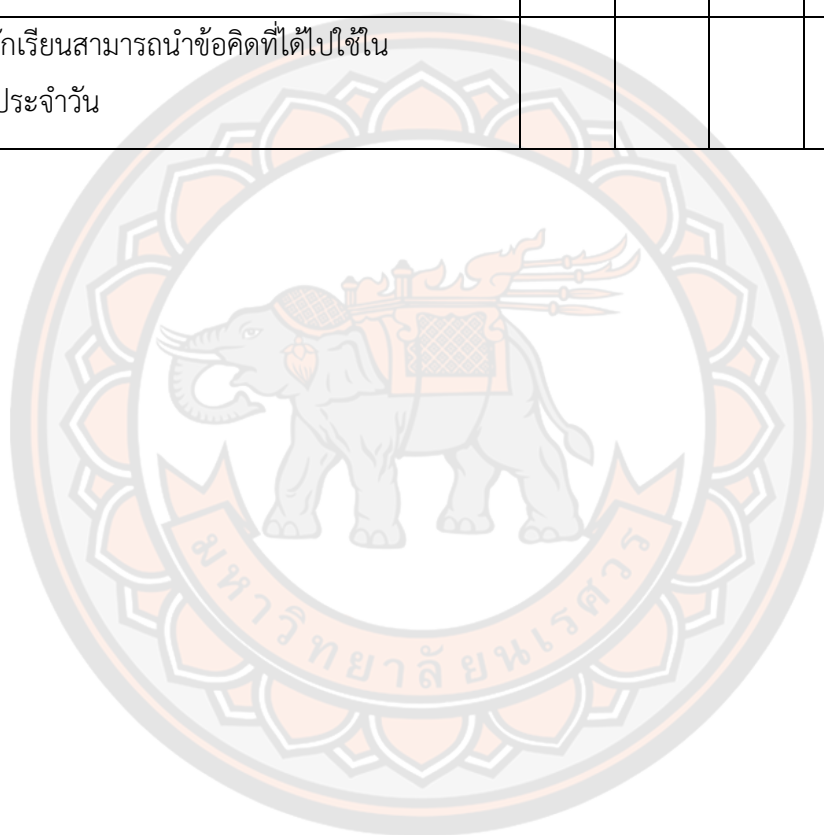 ักเรียนสามารถนำข้อคิดที่ได้ไปใช้ใน
ประจำวัน
มหาวิทยาลัยนเรศวร